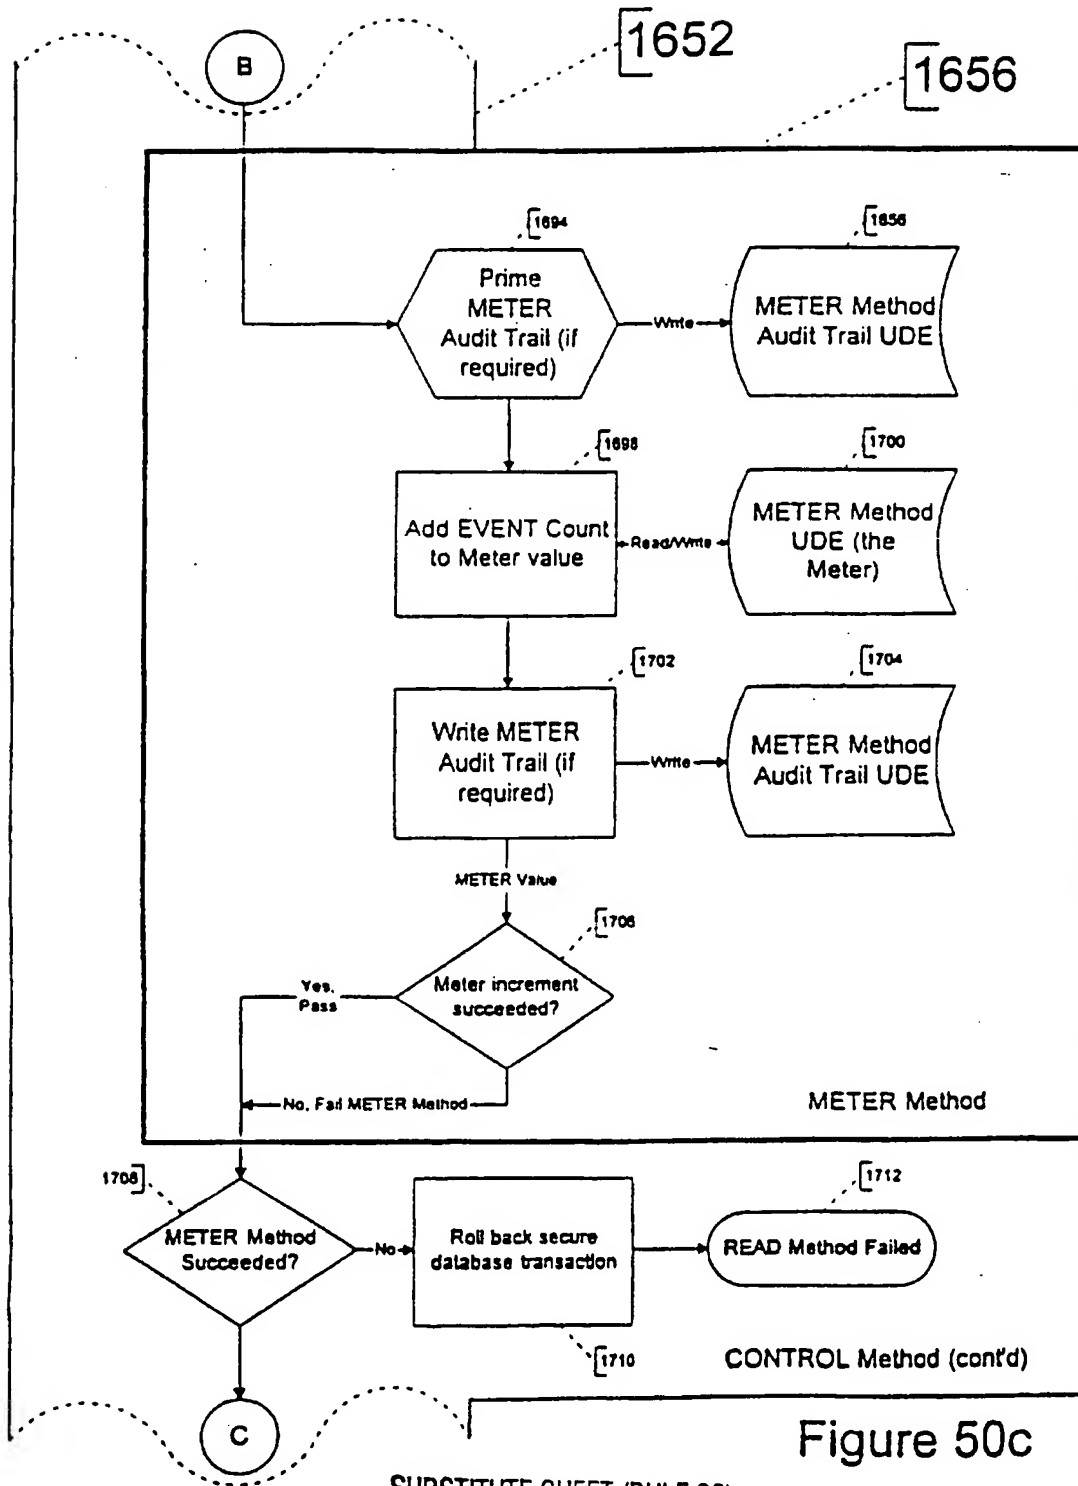 B
1652
1656
1694
Prime
METER
Audit Trail (if
required)
Write
1656
METER Method
Audit Trail UDE
1698
Add EVENT Count
to Meter value
Read/Write
1700
METER Method
UDE (the
Meter)
1702
Write METER
Audit Trail (if
required)
Write
1704
METER Method
Audit Trail UDE
METER Value
1706
Meter increment
succeeded?
Yes,
Pass
No, Fail METER Method
METER Method
1708
METER Method
Succeeded?
No
Roll back secure
database transaction
1710
1712
READ Method Failed
CONTROL Method (cont'd)
C
Figure 50c
SUBSTITUTE SHEET